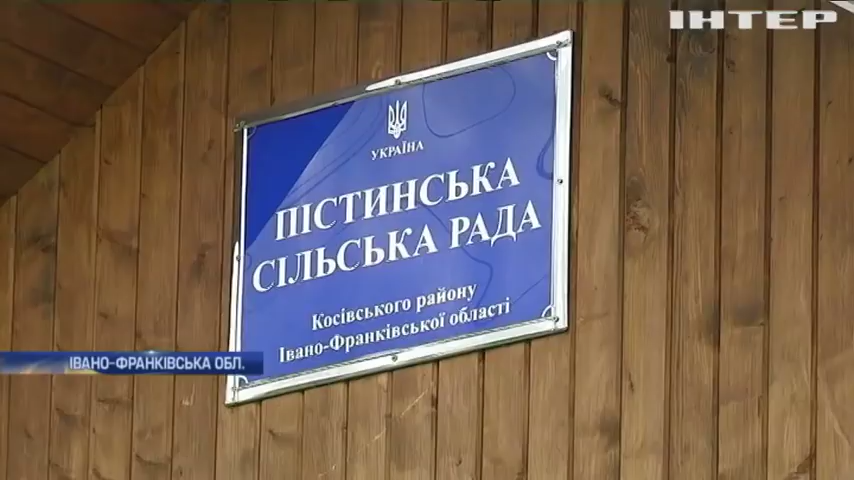 ІНТЕР
УКРАЇНА
ПІСТИНСЬКА
СІЛЬСЬКА РАДА
Косівського району
Івано-Франківської області
ІВАНО-ФРАНКІВСЬКА ОБЛ.